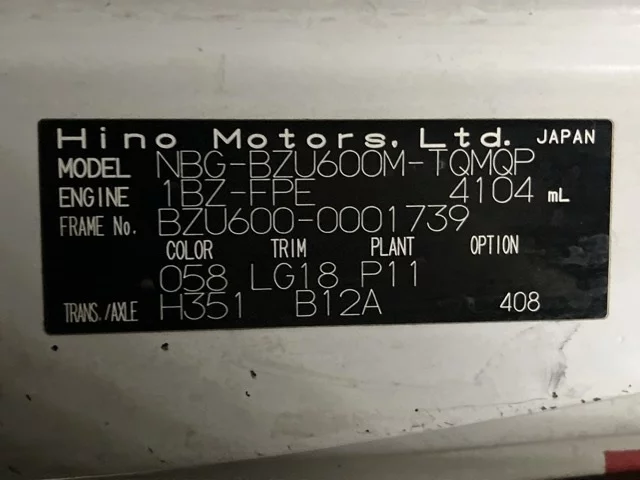 Hino Motors, Ltd. JAPAN
MODEL NBG-BZU600M-TQMQP
ENGINE 1BZ-FPE 4104 mL
FRAME No. BZU600-0001739
COLOR TRIM PLANT OPTION
058 LG18 P11
TRANS./AXLE H351 B12A 408